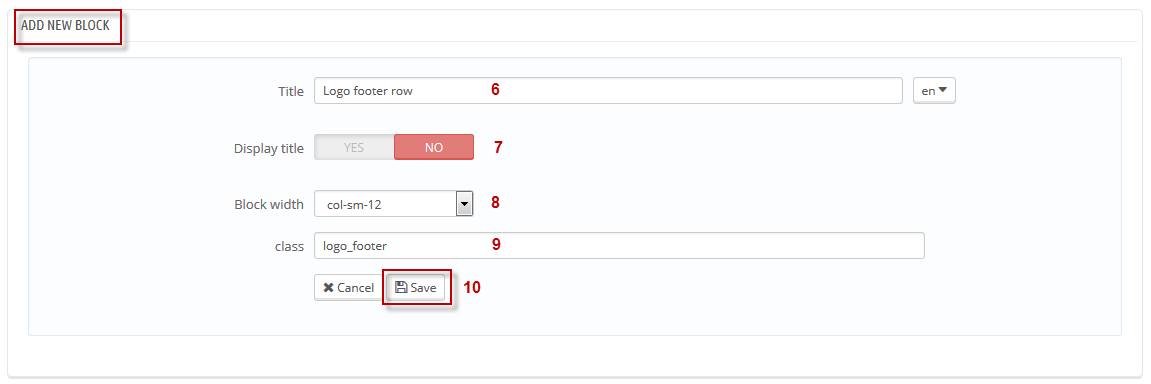 ADD NEW BLOCK
Title Logo footer row 6 en
Display title YES NO 7
Block width col-sm-12 8
class logo_footer 9
Cancel Save 10